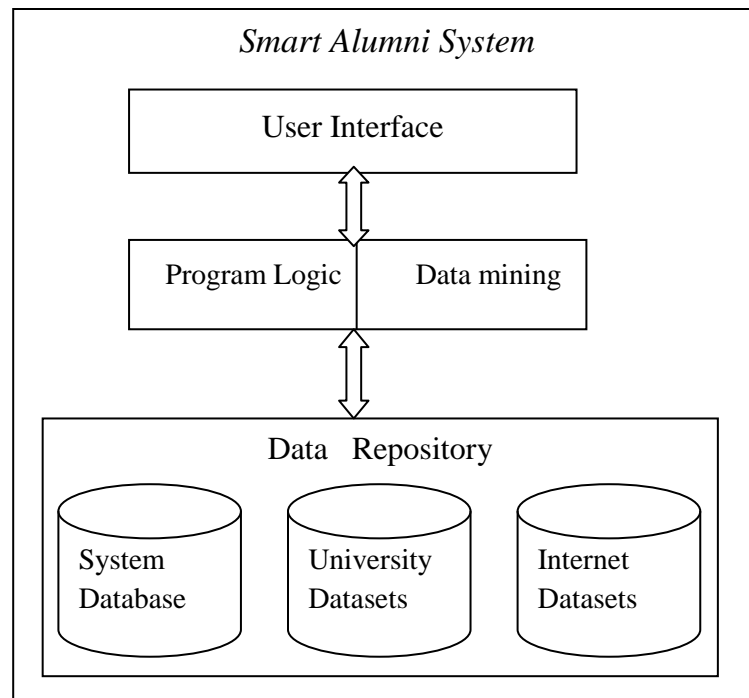 Smart Alumni System
User Interface
Program Logic
Data mining
Data Repository
System
Database
University
Datasets
Internet
Datasets